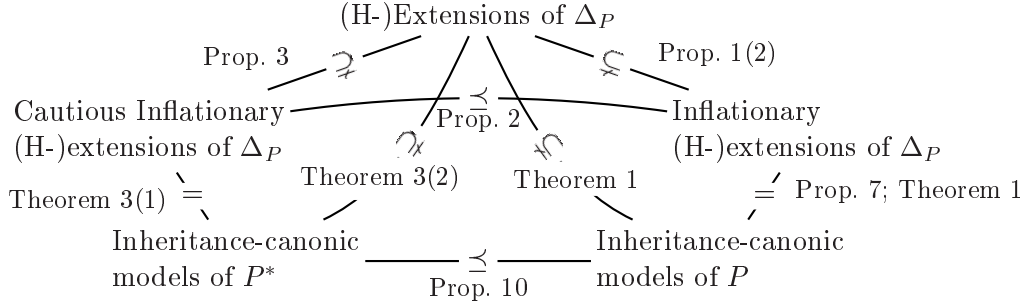 (H-)Extensions of Δ_P
Prop. 3 ⊋ ⊊ Prop. 1(2)
Cautious Inflationary ⪯ Inflationary
(H-)extensions of Δ_P Prop. 2 (H-)extensions of Δ_P
⊋ ⊊
Theorem 3(2) Theorem 1
Theorem 3(1) = = Prop. 7; Theorem 1
Inheritance-canonic ⪯ Inheritance-canonic
models of P* Prop. 10 models of P